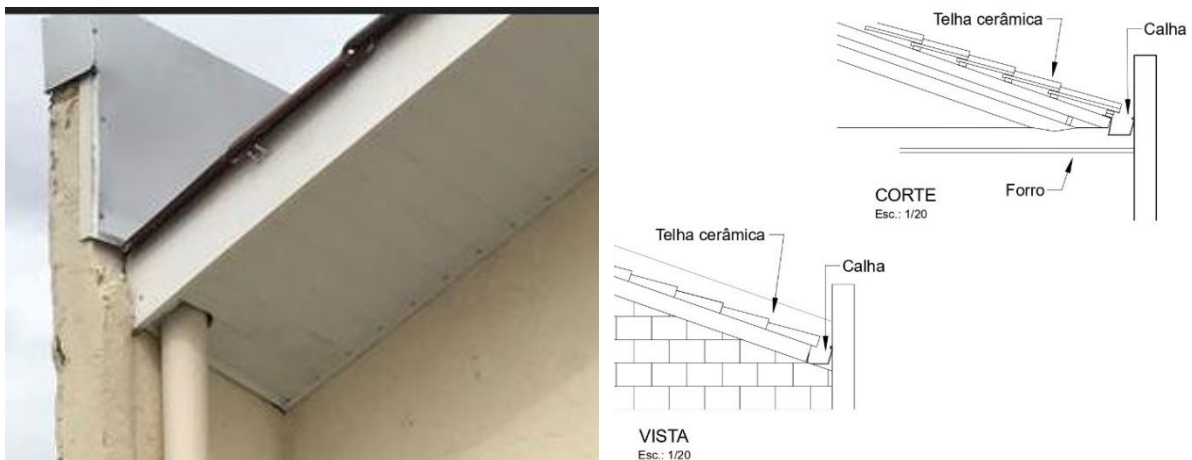 Telha cerâmica
Calha
CORTE
Esc.: 1/20
Forro
Telha cerâmica
Calha
VISTA
Esc.: 1/20